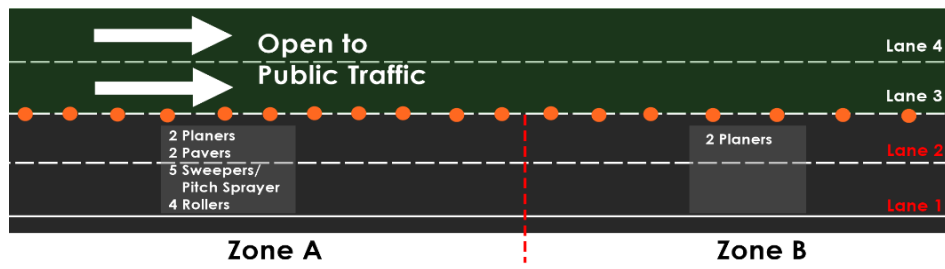 Open to
Public Traffic
Lane 4
Lane 3
2 Planers
2 Pavers
5 Sweepers/
Pitch Sprayer
4 Rollers
2 Planers
Lane 2
Lane 1
Zone A
Zone B